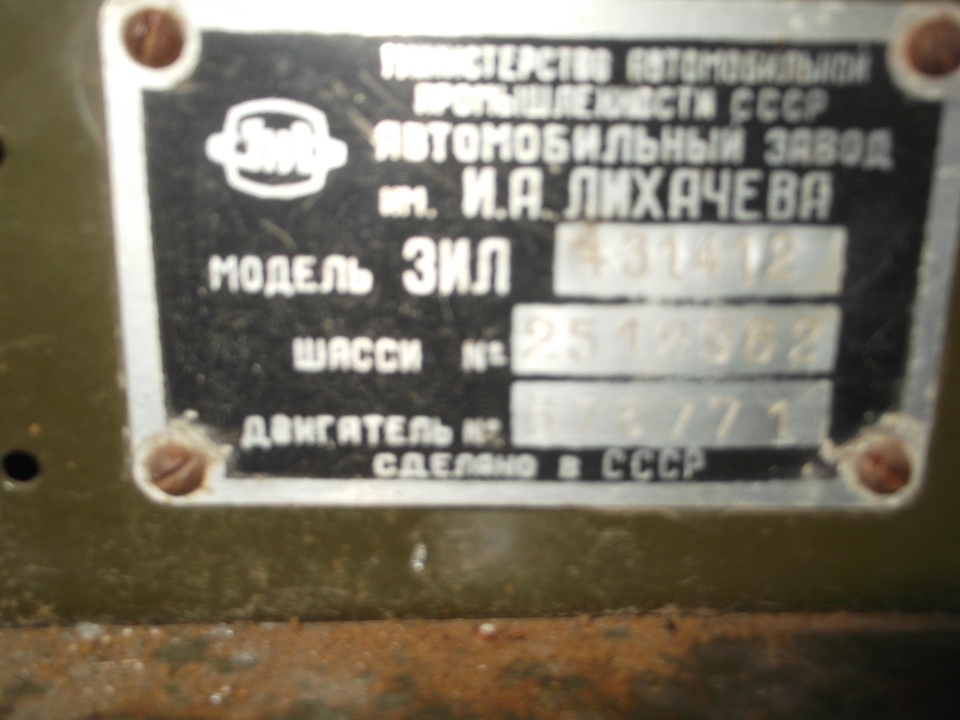 МИНИСТЕРСТВО АВТОМОБИЛЬНОЙ
ПРОМЫШЛЕННОСТИ СССР
ЗИЛ
АВТОМОБИЛЬНЫЙ ЗАВОД
ИМ. И.А. ЛИХАЧЕВА
МОДЕЛЬ ЗИЛ 431412
ШАССИ №
ДВИГАТЕЛЬ №
СДЕЛАНО В СССР